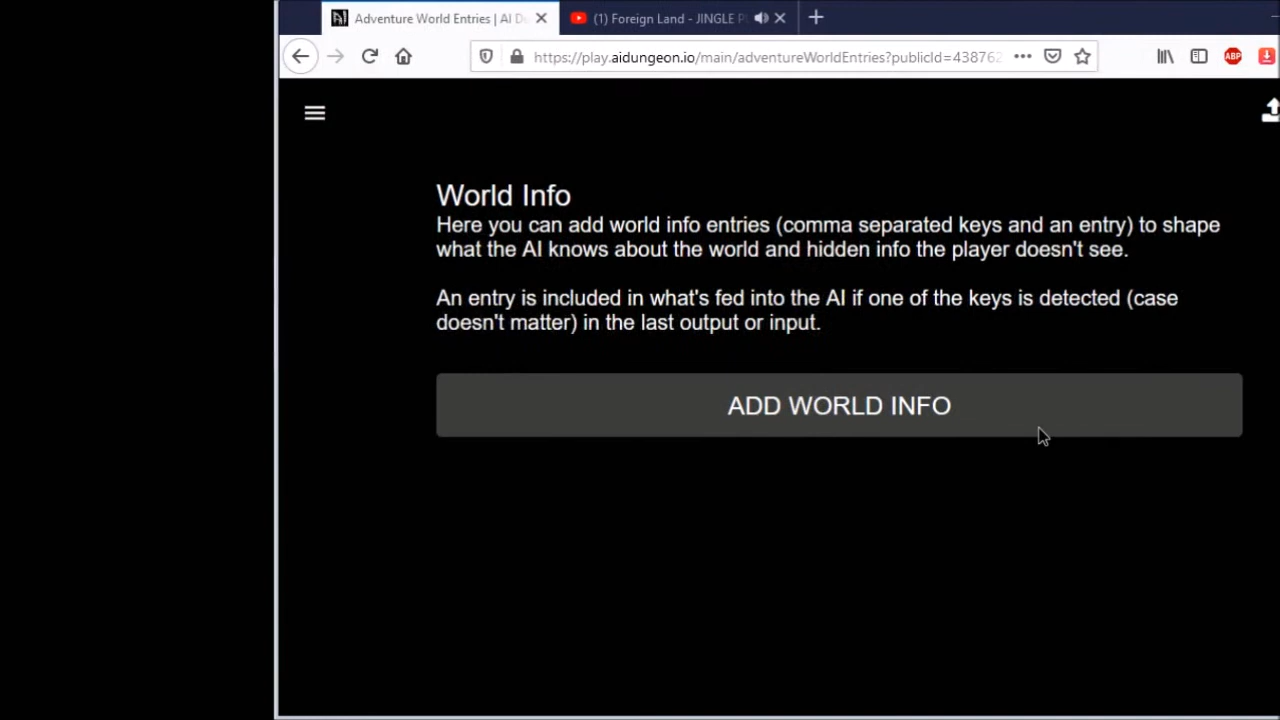 Adventure World Entries | AI D
(1) Foreign Land - JINGLE P
https://play.aidungeon.io/main/adventureWorldEntries?publicId=438762
ABP
World Info
Here you can add world info entries (comma separated keys and an entry) to shape
what the AI knows about the world and hidden info the player doesn't see.
An entry is included in what's fed into the AI if one of the keys is detected (case
doesn't matter) in the last output or input.
ADD WORLD INFO